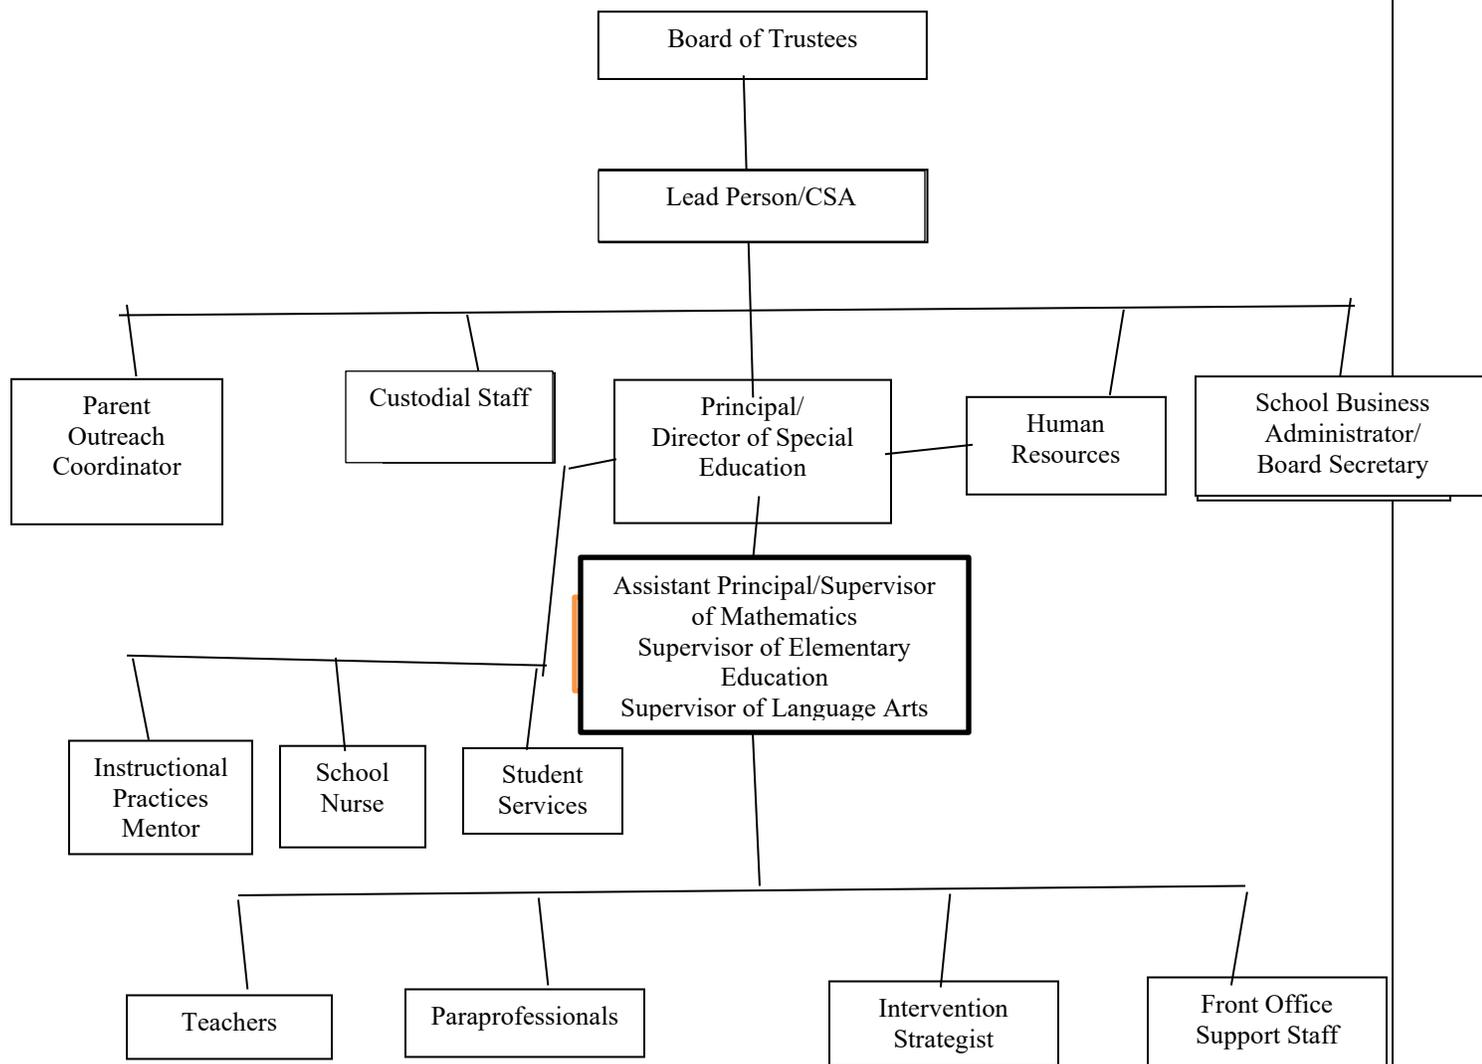 Board of Trustees
Lead Person/CSA
Parent
Outreach
Coordinator
Custodial Staff
Principal/
Director of Special
Education
Human
Resources
School Business
Administrator/
Board Secretary
Assistant Principal/Supervisor
of Mathematics
Supervisor of Elementary
Education
Supervisor of Language Arts
Instructional
Practices
Mentor
School
Nurse
Student
Services
Teachers
Paraprofessionals
Intervention
Strategist
Front Office
Support Staff